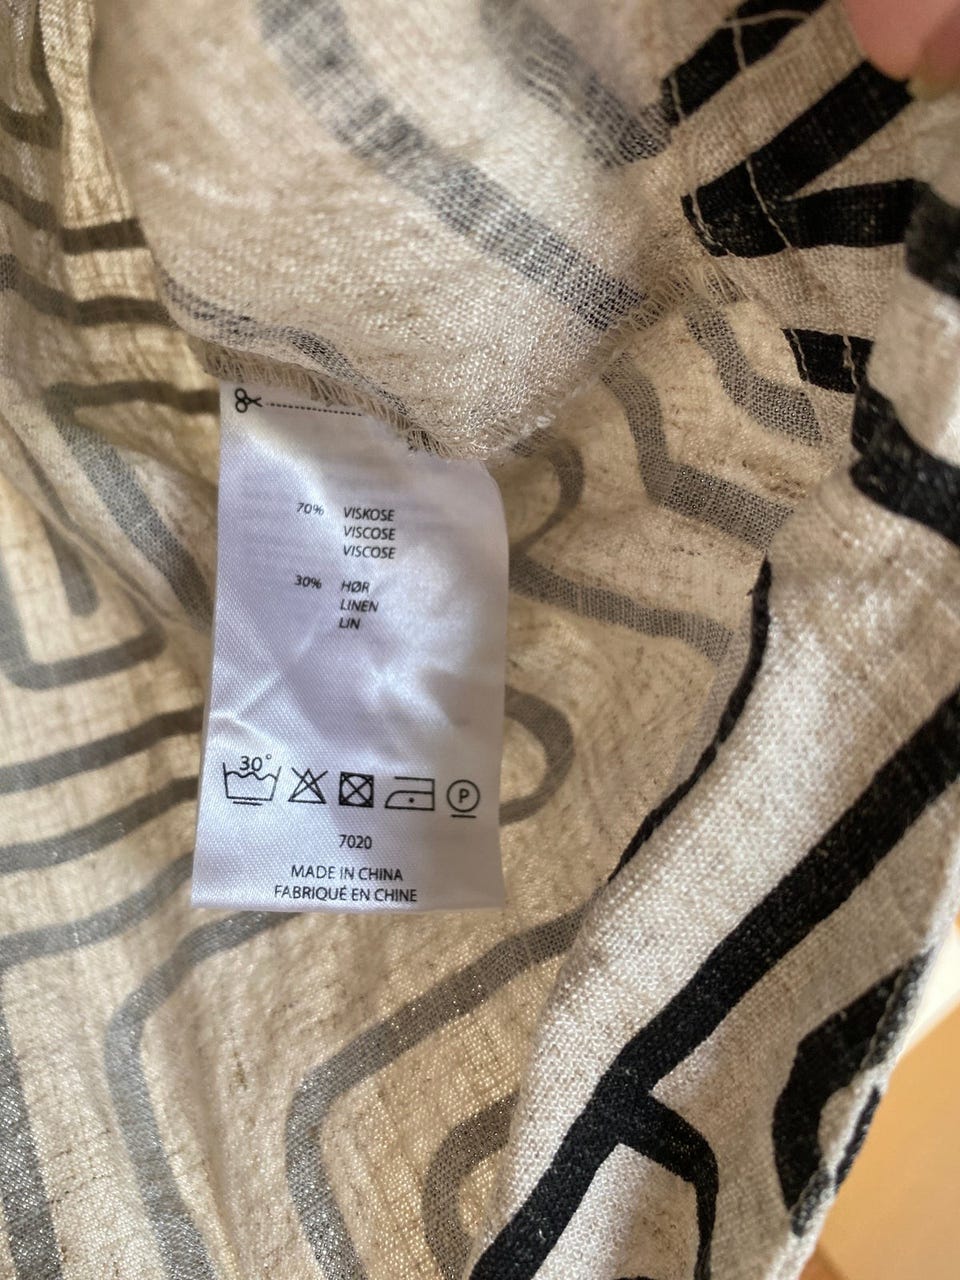 70% VISKOSE
VISCOSE
VISCOSE
30% HØR
LINEN
LIN
30°
P
7020
MADE IN CHINA
FABRIQUÉ EN CHINE